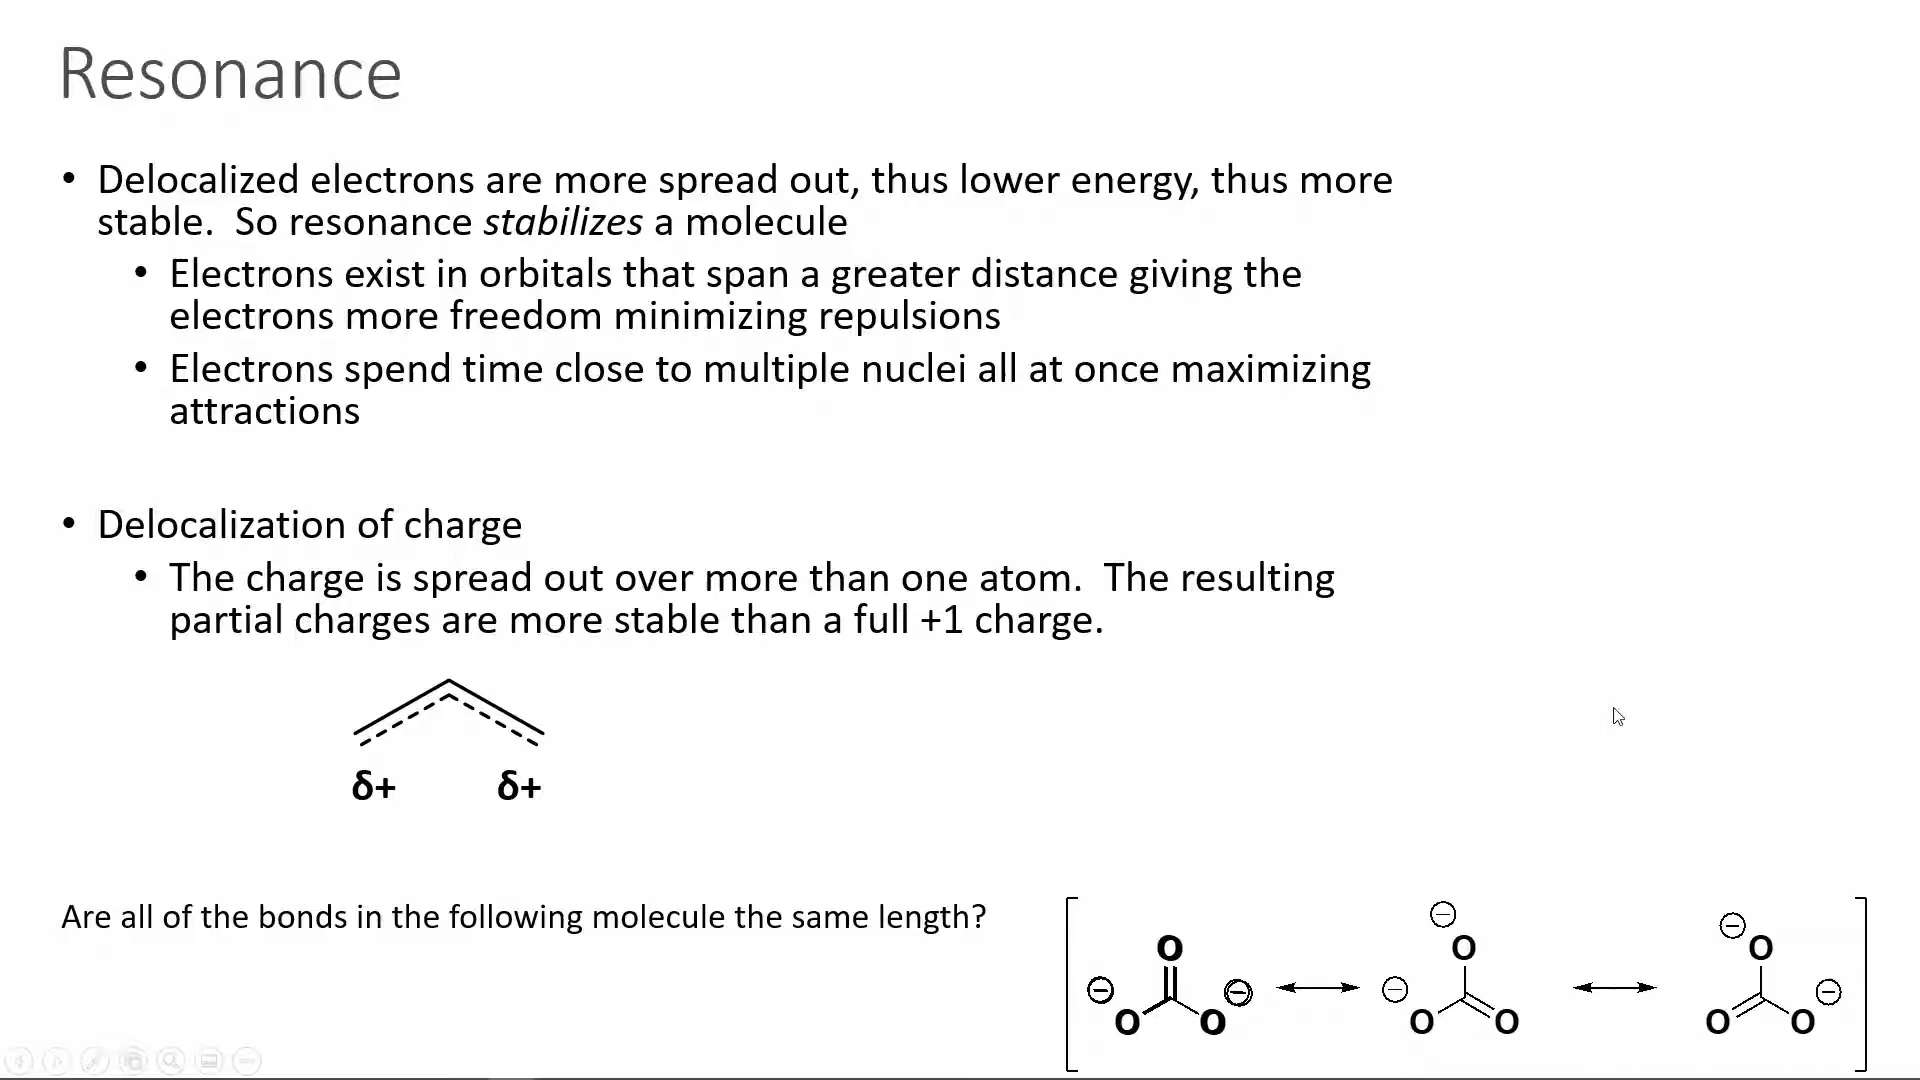 Resonance
• Delocalized electrons are more spread out, thus lower energy, thus more
stable.  So resonance stabilizes a molecule
• Electrons exist in orbitals that span a greater distance giving the
electrons more freedom minimizing repulsions
• Electrons spend time close to multiple nuclei all at once maximizing
attractions
• Delocalization of charge
• The charge is spread out over more than one atom.  The resulting
partial charges are more stable than a full +1 charge.
δ+ δ+
Are all of the bonds in the following molecule the same length?
⊖ ⊖
O O O
⊖ ⊖ ⊖ ⊖
O O O O O O